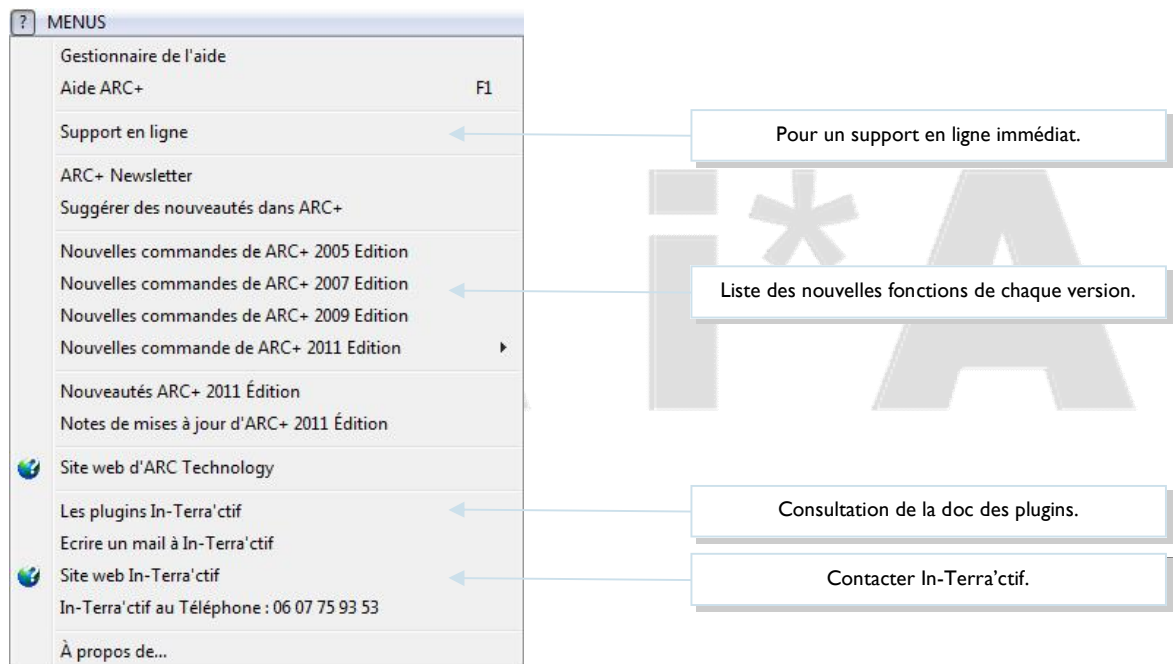 ? MENUS
Gestionnaire de l'aide
Aide ARC+ F1
Support en ligne
Pour un support en ligne immédiat.
ARC+ Newsletter
Suggérer des nouveautés dans ARC+
Nouvelles commandes de ARC+ 2005 Edition
Nouvelles commandes de ARC+ 2007 Edition
Liste des nouvelles fonctions de chaque version.
Nouvelles commandes de ARC+ 2009 Edition
Nouvelles commande de ARC+ 2011 Edition
Nouveautés ARC+ 2011 Édition
Notes de mises à jour d'ARC+ 2011 Édition
Site web d'ARC Technology
Les plugins In-Terra'ctif
Consultation de la doc des plugins.
Ecrire un mail à In-Terra'ctif
Site web In-Terra'ctif
Contacter In-Terra’ctif.
In-Terra'ctif au Téléphone : 06 07 75 93 53
À propos de...
i*A